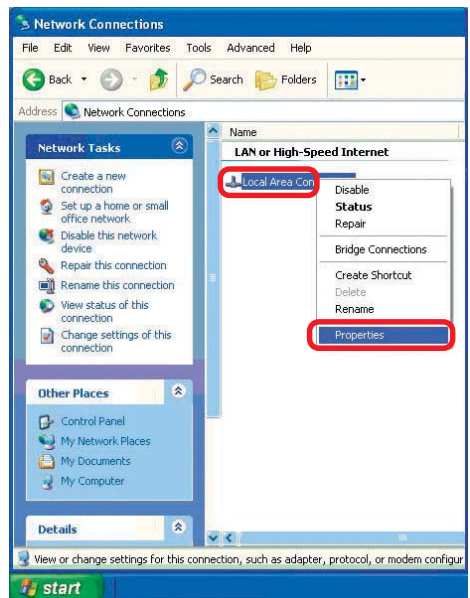 Network Connections
File Edit View Favorites Tools Advanced Help
Back Search Folders
Address Network Connections
Name
LAN or High-Speed Internet
Local Area Con
Disable
Status
Repair
Bridge Connections
Create Shortcut
Delete
Rename
Properties
Network Tasks
Create a new
connection
Set up a home or small
office network
Disable this network
device
Repair this connection
Rename this connection
View status of this
connection
Change settings of this
connection
Other Places
Control Panel
My Network Places
My Documents
My Computer
Details
View or change settings for this connection, such as adapter, protocol, or modem configur
start